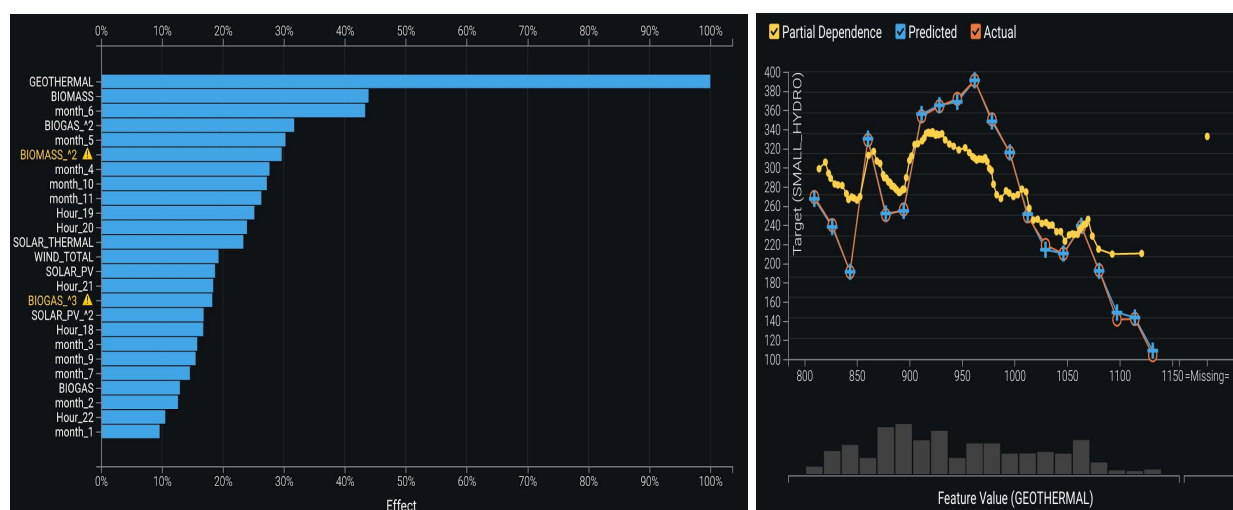 0% 10% 20% 30% 40% 50% 60% 70% 80% 90% 100%
GEOTHERMAL
BIOMASS
month_6
BIOGAS_^2
month_5
BIOMASS_^2
month_4
month_10
month_11
Hour_19
Hour_20
SOLAR_THERMAL
WIND_TOTAL
SOLAR_PV
Hour_21
BIOGAS_^3
SOLAR_PV_^2
Hour_18
month_3
month_9
month_7
BIOGAS
month_2
Hour_22
month_1
0% 10% 20% 30% 40% 50% 60% 70% 80% 90% 100%
Effect
Partial Dependence Predicted Actual
Target (SMALL_HYDRO)
400
380
360
340
320
300
280
260
240
220
200
180
160
140
120
100
800 850 900 950 1000 1050 1100 1150 =Missing=
Feature Value (GEOTHERMAL)